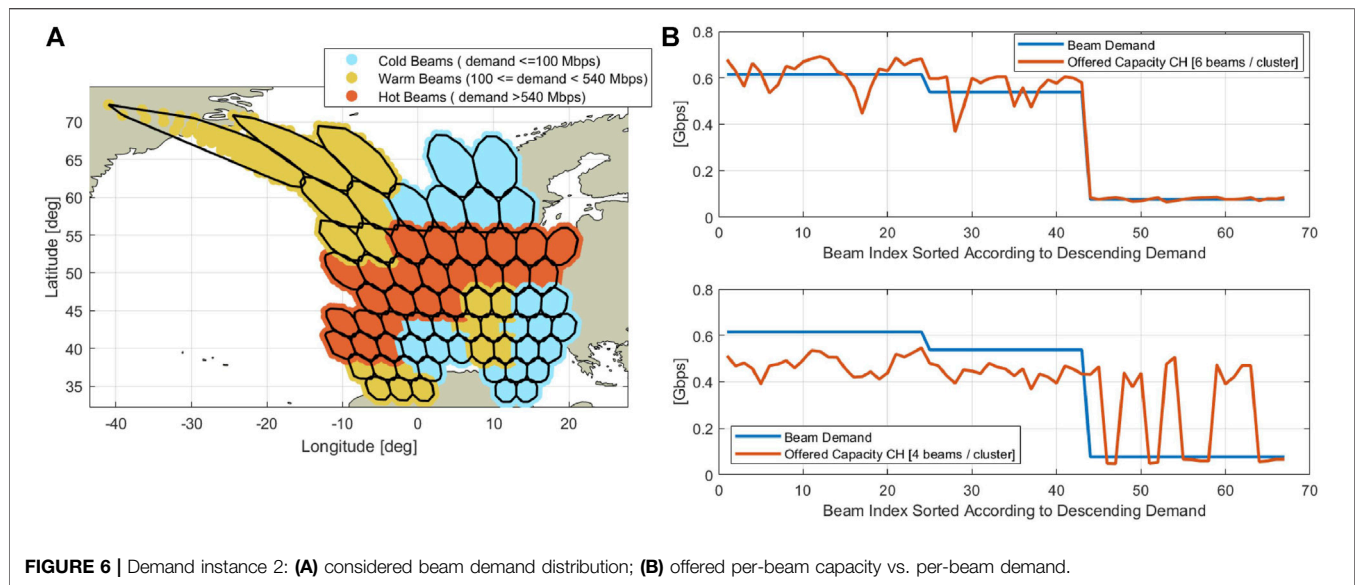 A
Cold Beams ( demand <=100 Mbps)
Warm Beams (100 <= demand < 540 Mbps)
Hot Beams ( demand >540 Mbps)
70
65
60
55
50
45
40
35
Latitude [deg]
-40 -30 -20 -10 0 10 20
Longitude [deg]
B
0.8
0.6
0.4
0.2
0
[Gbps]
Beam Demand
Offered Capacity CH [6 beams / cluster]
0 10 20 30 40 50 60 70
Beam Index Sorted According to Descending Demand
0.8
0.6
0.4
0.2
0
[Gbps]
Beam Demand
Offered Capacity CH [4 beams / cluster]
0 10 20 30 40 50 60 70
Beam Index Sorted According to Descending Demand
FIGURE 6 | Demand instance 2: (A) considered beam demand distribution; (B) offered per-beam capacity vs. per-beam demand.